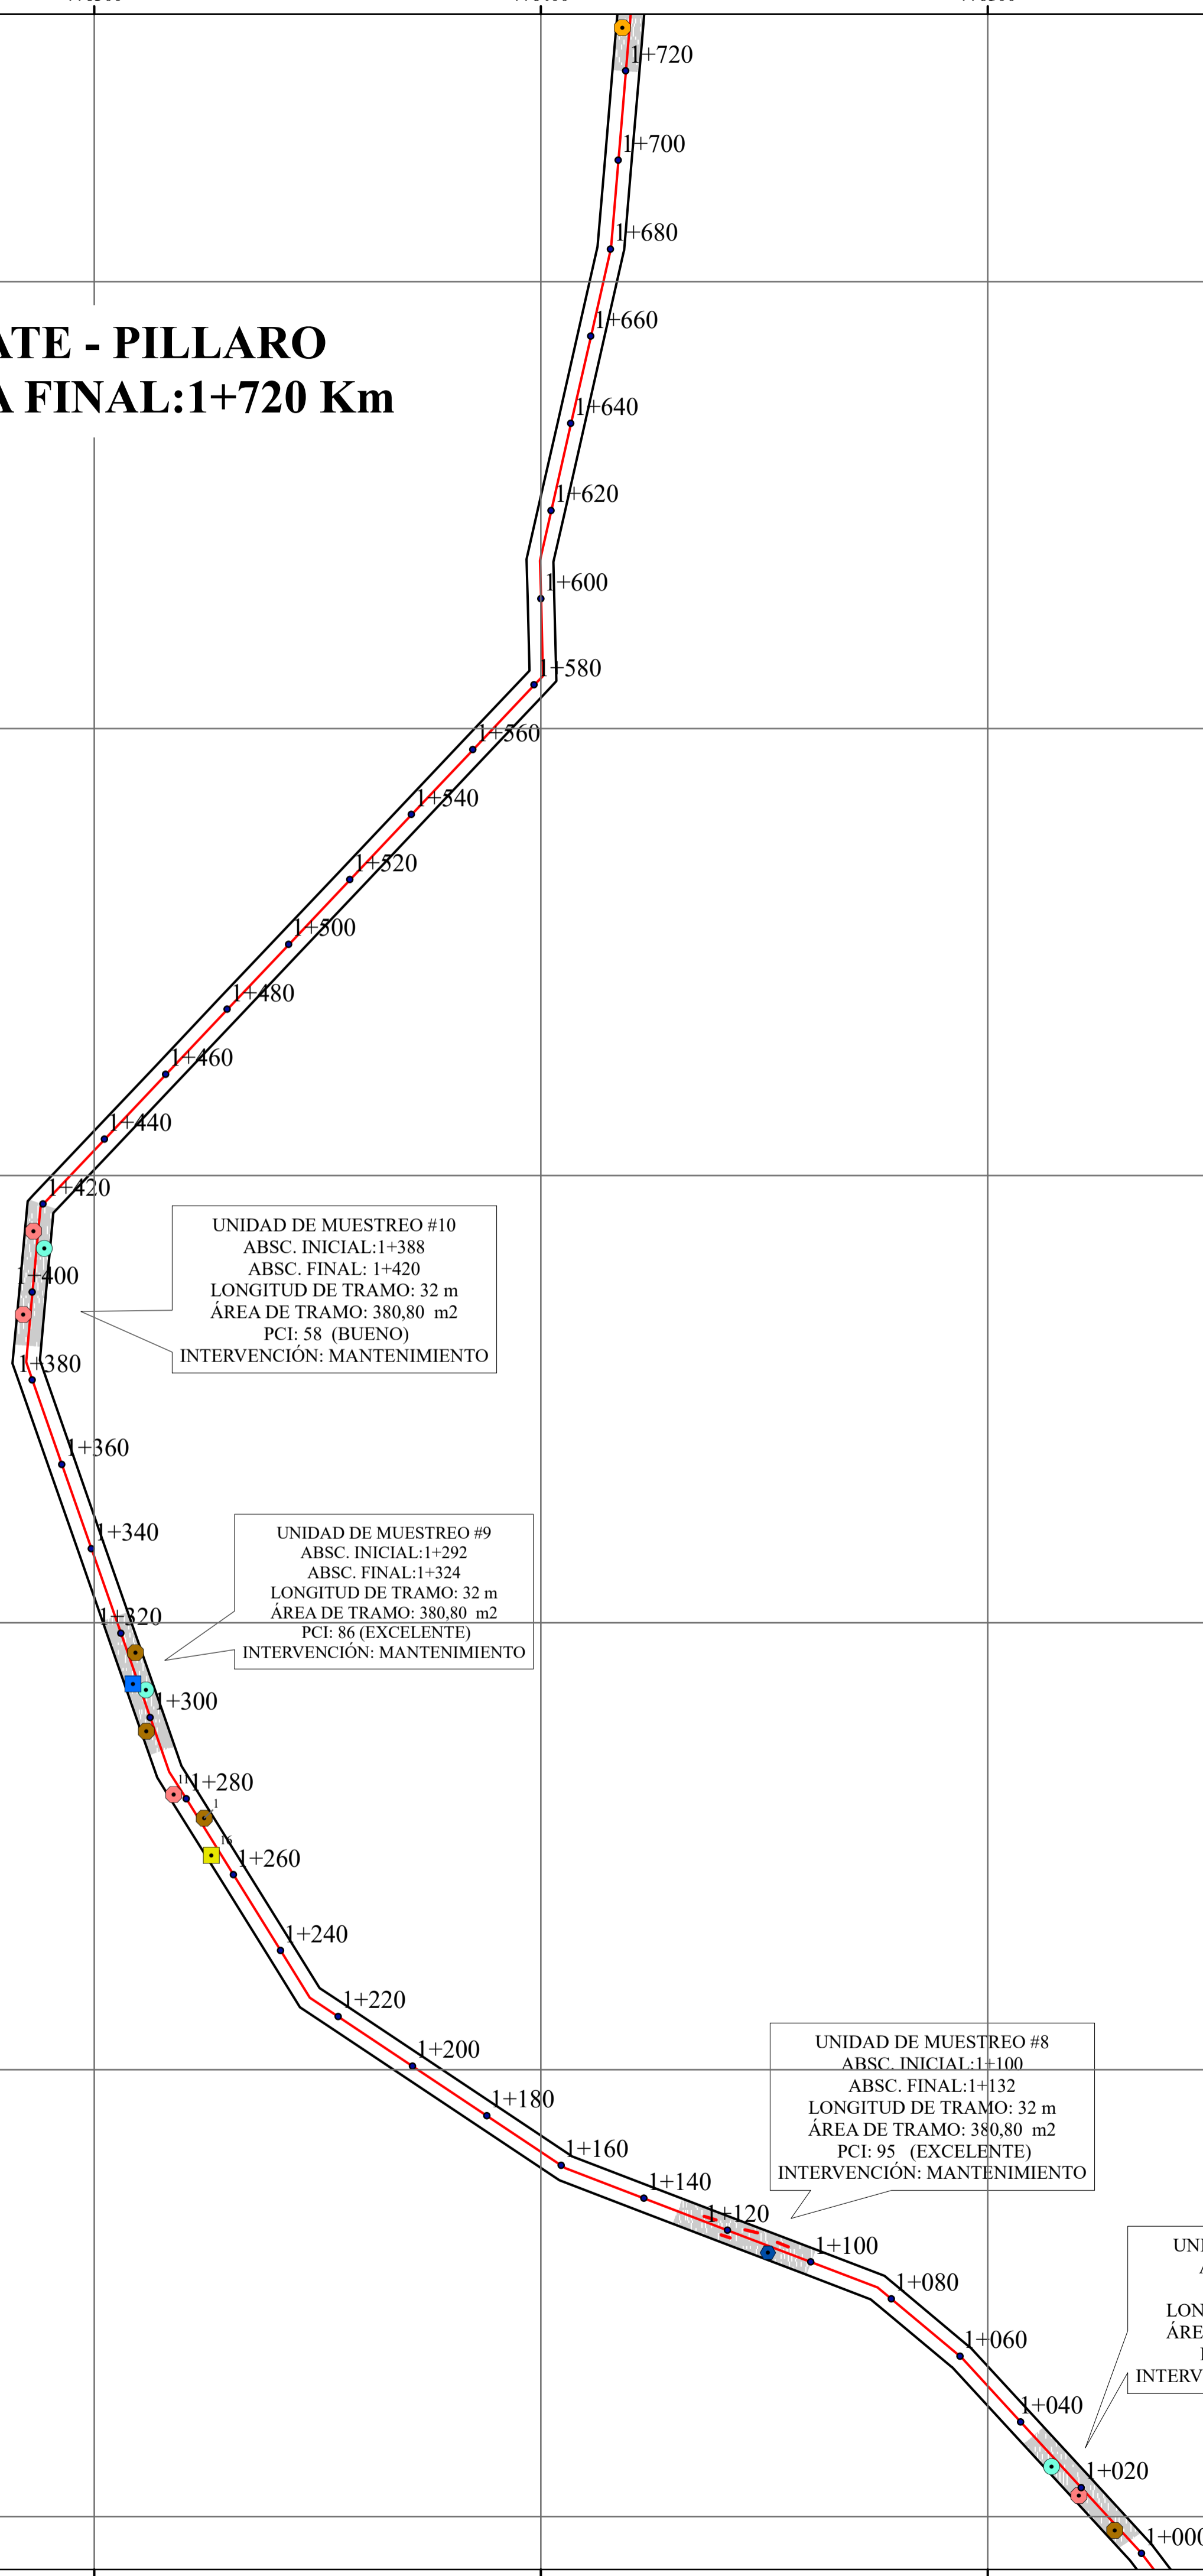 1+720
1+700
1+680
1+660
ATE - PILLARO
A FINAL:1+720 Km
1+640
1+620
1+600
1+580
1+560
1+540
1+520
1+500
1+480
1+460
1+440
1+420
UNIDAD DE MUESTREO #10
ABSC. INICIAL:1+388
ABSC. FINAL: 1+420
LONGITUD DE TRAMO: 32 m
ÁREA DE TRAMO: 380,80 m2
PCI: 58 (BUENO)
INTERVENCIÓN: MANTENIMIENTO
1+400
1+380
1+360
1+340
UNIDAD DE MUESTREO #9
ABSC. INICIAL:1+292
ABSC. FINAL:1+324
LONGITUD DE TRAMO: 32 m
ÁREA DE TRAMO: 380,80 m2
PCI: 86 (EXCELENTE)
INTERVENCIÓN: MANTENIMIENTO
1+320
1+300
11
1+280
1
16
1+260
1+240
1+220
1+200
1+180
1+160
1+140
UNIDAD DE MUESTREO #8
ABSC. INICIAL:1+100
ABSC. FINAL:1+132
LONGITUD DE TRAMO: 32 m
ÁREA DE TRAMO: 380,80 m2
PCI: 95 (EXCELENTE)
INTERVENCIÓN: MANTENIMIENTO
1+120
1+100
1+080
1+060
1+040
UNI
LON
ÁRE
INTERV
1+020
1+000